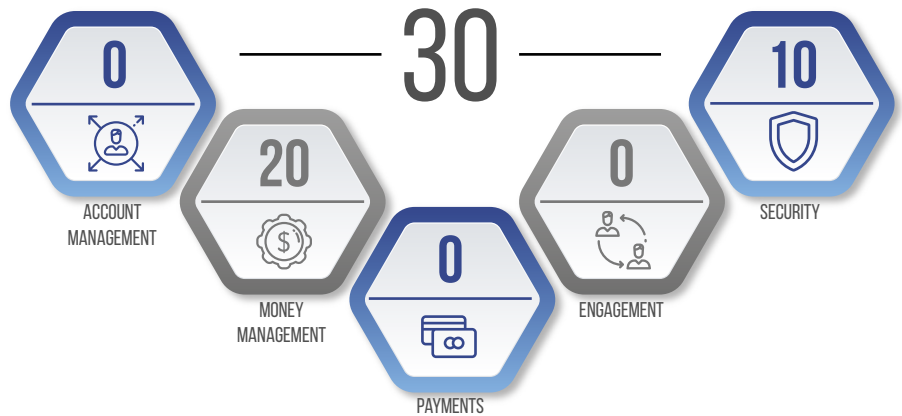 30
0
ACCOUNT
MANAGEMENT
20
$
MONEY
MANAGEMENT
0
PAYMENTS
0
ENGAGEMENT
10
SECURITY